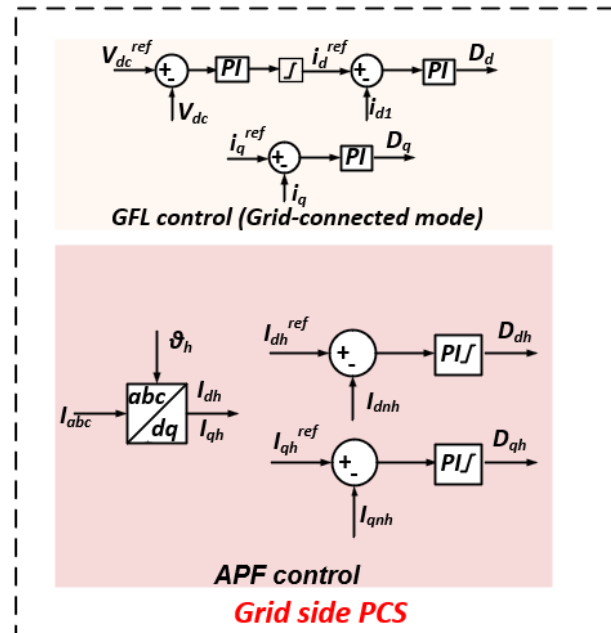 V_dc^ref + - PI ∫ i_d^ref + - PI D_d
V_dc i_d1
i_q^ref + - PI D_q
i_q
GFL control (Grid-connected mode)
ϑ_h I_dh^ref + - PI∫ D_dh
I_abc abc dq I_dh I_dnh
I_qh I_qh^ref + - PI∫ D_qh
I_qnh
APF control
Grid side PCS